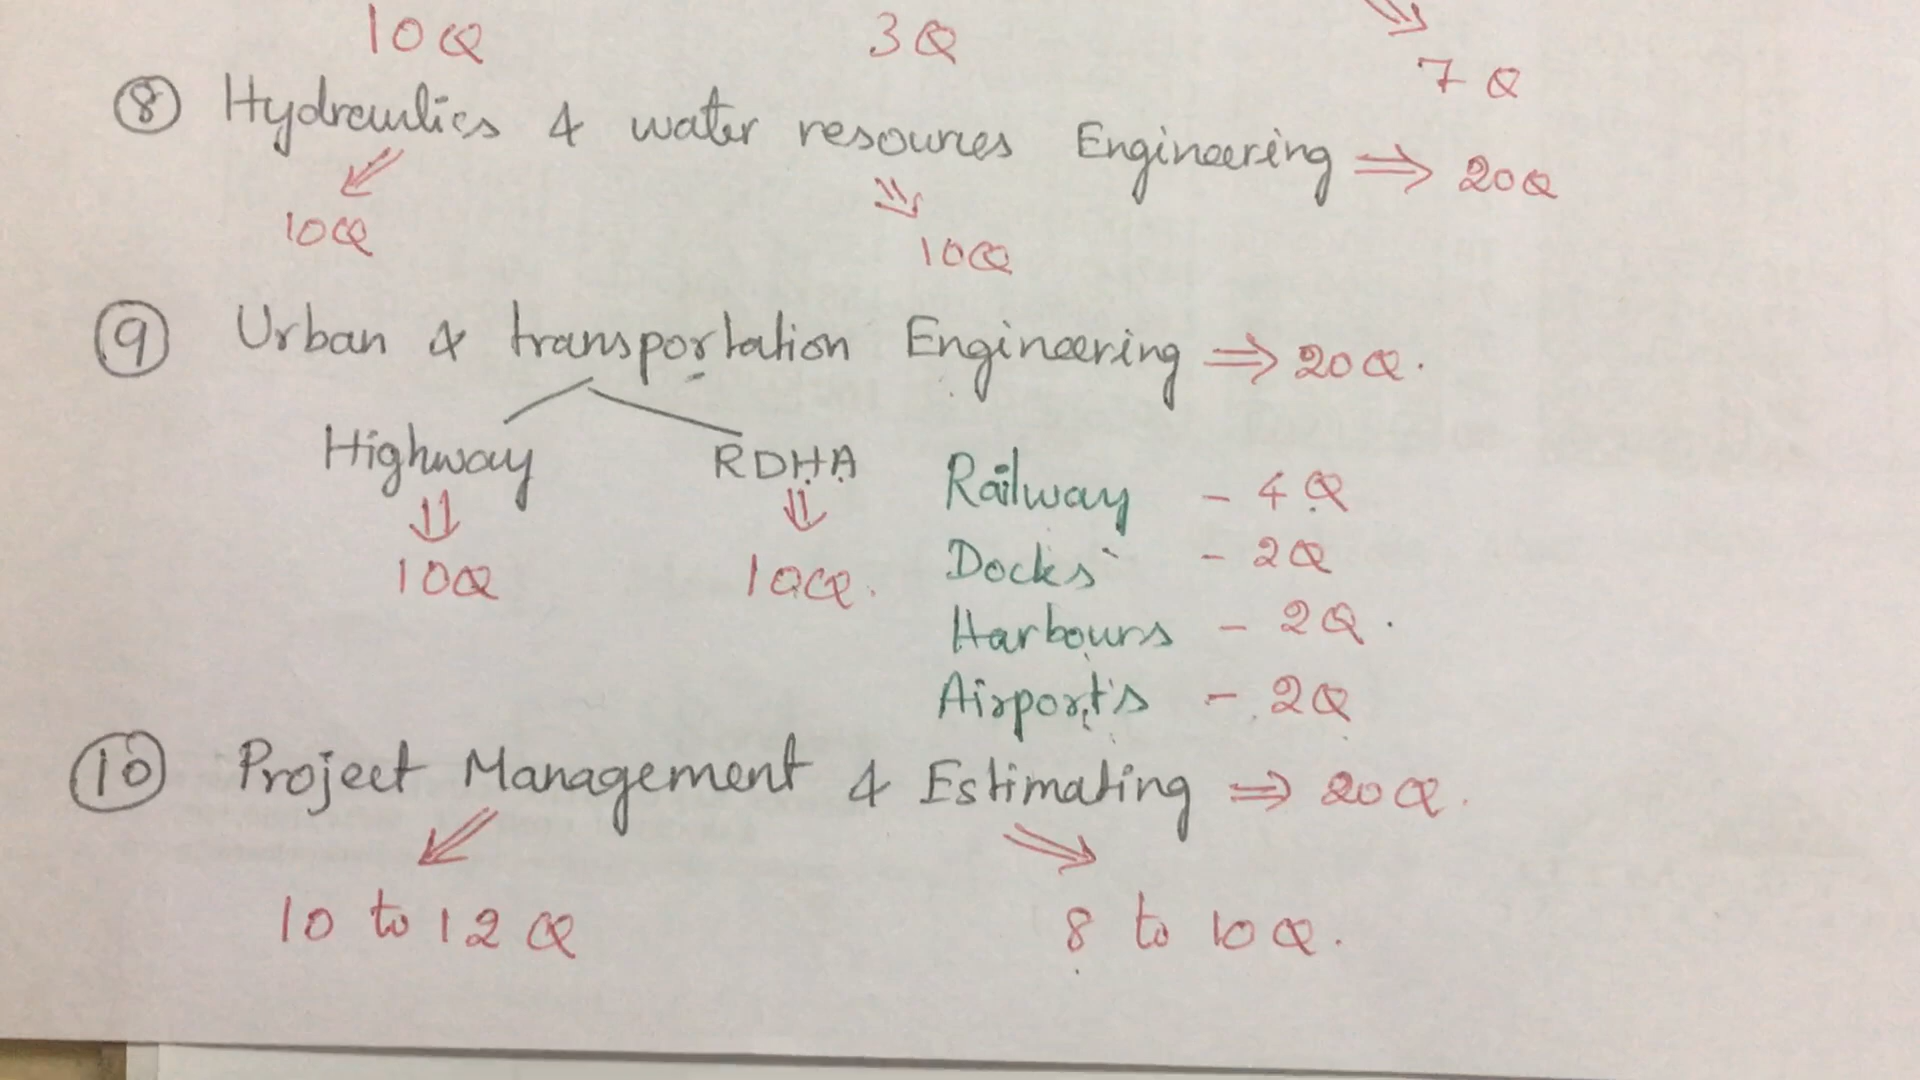 10Q 3Q 7Q
8 Hydraulics & water resources Engineering ⇒ 20Q
10Q 10Q
9 Urban & transportation Engineering ⇒ 20Q.
Highway RDHA
10Q 10Q.
Railway - 4Q
Docks - 2Q
Harbours - 2Q.
Airport's - 2Q
10 Project Management & Estimating ⇒ 20Q.
10 to 12Q 8 to 10Q.